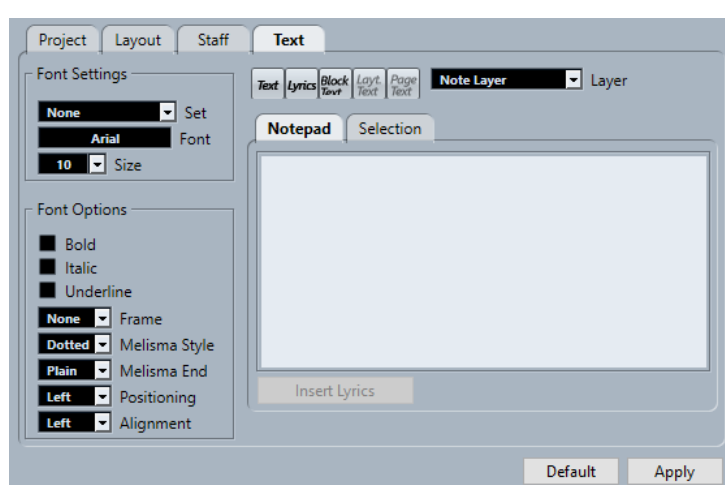 Project Layout Staff Text
Font Settings
None Set
Arial Font
10 Size
Font Options
Bold
Italic
Underline
None Frame
Dotted Melisma Style
Plain Melisma End
Left Positioning
Left Alignment
Text Lyrics Block Text Layt. Text Page Text Note Layer Layer
Notepad Selection
Insert Lyrics
Default Apply